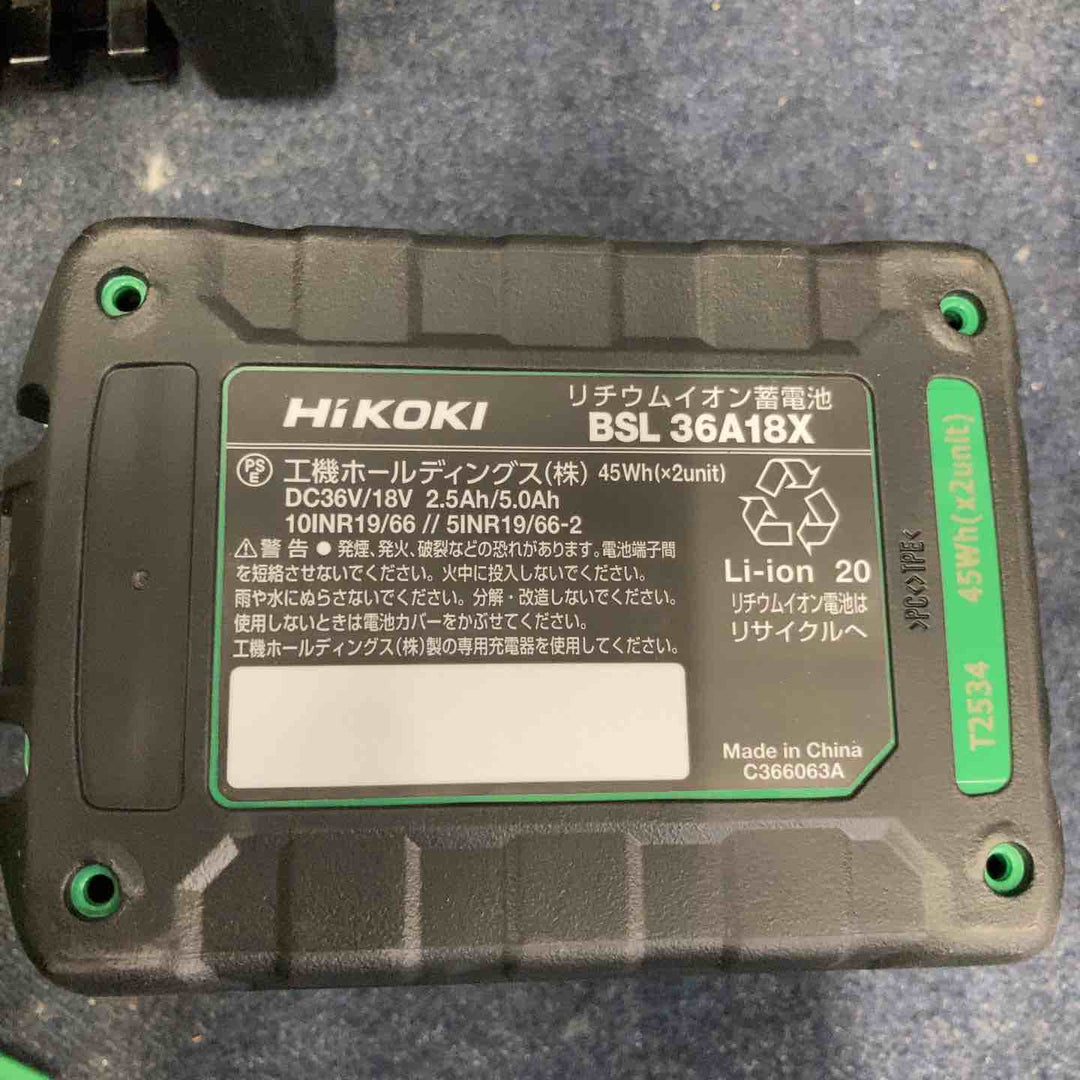 HiKOKI
リチウムイオン蓄電池
BSL 36A18X
PSE
工機ホールディングス(株) 45Wh(×2unit)
DC36V/18V 2.5Ah/5.0Ah
10INR19/66 // 5INR19/66-2
⚠警告 ● 発煙、発火、破裂などの恐れがあります。電池端子間
を短絡させないでください。火中に投入しないでください。
雨や水にぬらさないでください。分解・改造しないでください。
使用しないときは電池カバーをかぶせてください。
工機ホールディングス(株)製の専用充電器を使用してください。
Li-ion 20
リチウムイオン電池は
リサイクルへ
Made in China
C366063A
>PC<>TPE<
T2534 45Wh(x2unit)